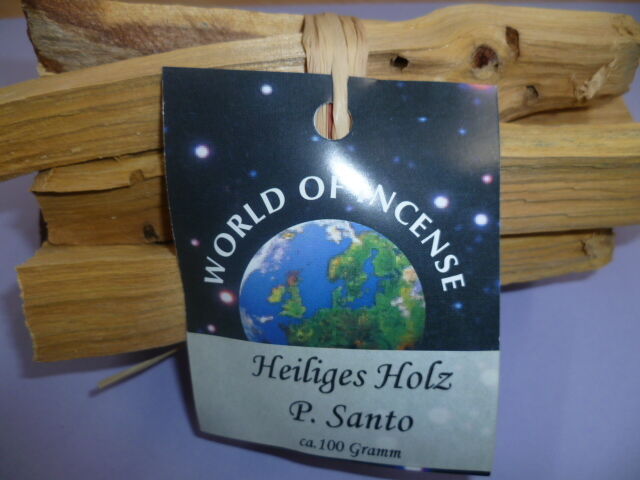 WORLD OF INCENSE
Heiliges Holz
P. Santo
ca.100 Gramm